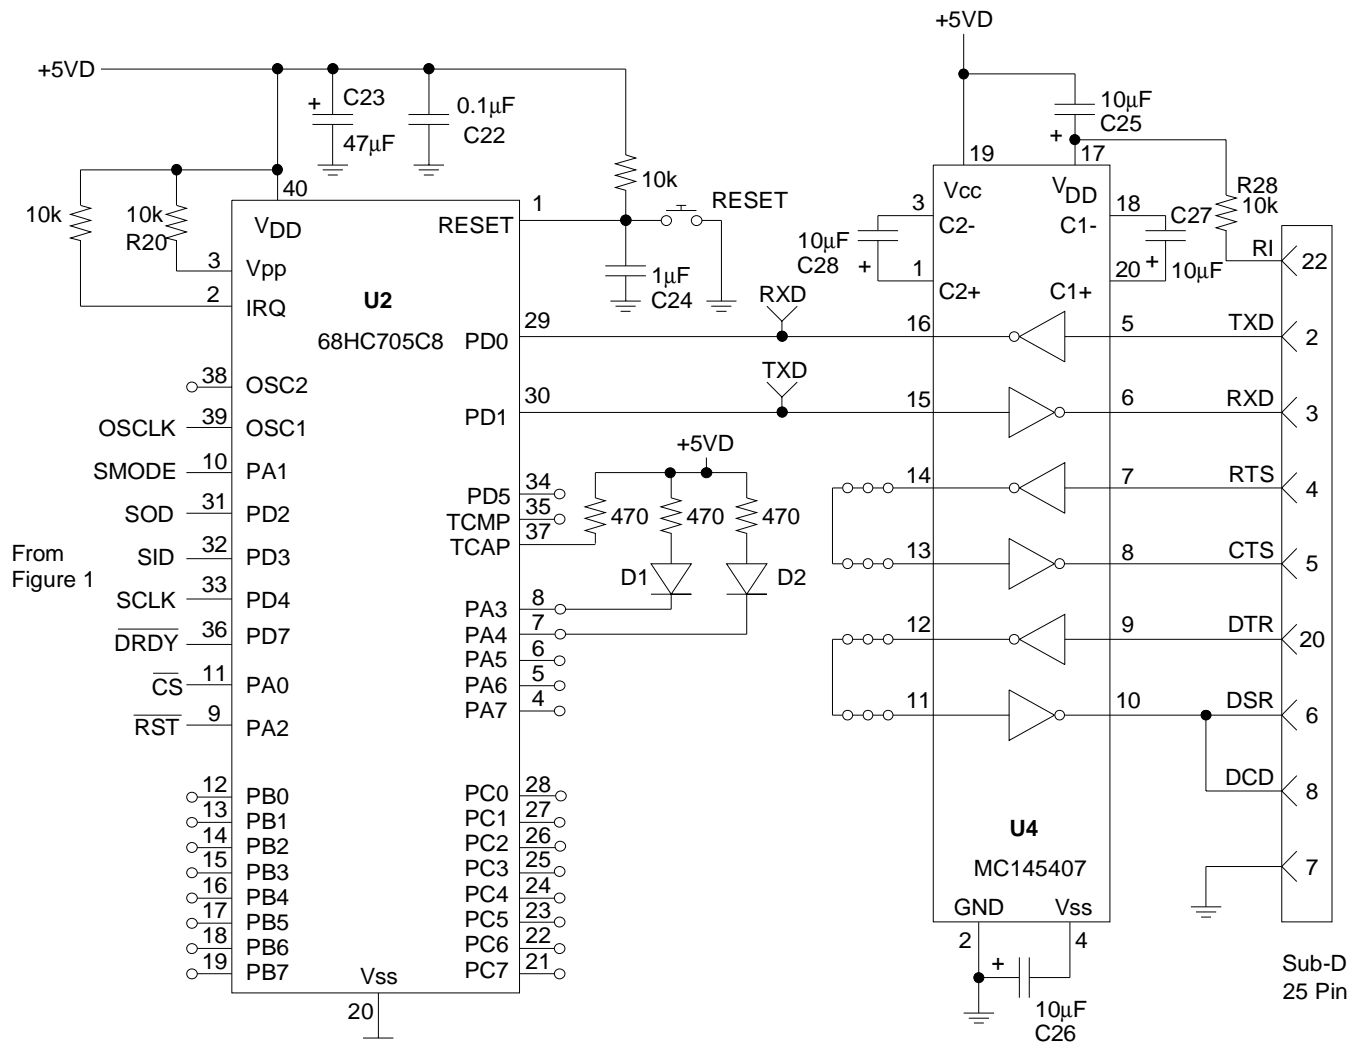 +5VD
+5VD
+ C23
47µF
0.1µF
C22
10µF
C25
+
19
17
10k
10k
R20
40
10k
1
RESET
RESET
VDD
3
Vpp
2
IRQ
U2
68HC705C8
1µF
C24
Vcc
VDD
3
C2-
C1-
18
C27
10µF
C28
+
1
C2+
C1+
20
+
10µF
R28
10k
RI
22
RXD
29
PD0
16
5
TXD
2
TXD
30
PD1
15
6
RXD
3
38
OSC2
OSCLK
39
OSC1
SMODE
10
PA1
SOD
31
PD2
From
Figure 1
SID
32
PD3
SCLK
33
PD4
DRDY
36
PD7
CS
11
PA0
RST
9
PA2
+5VD
PD5
34
TCMP
35
TCAP
37
470
470
470
D1
D2
PA3
8
PA4
7
PA5
6
PA6
5
PA7
4
14
7
RTS
4
13
8
CTS
5
12
9
DTR
20
11
10
DSR
6
DCD
8
7
12
PB0
13
PB1
14
PB2
15
PB3
16
PB4
17
PB5
18
PB6
19
PB7
PC0
28
PC1
27
PC2
26
PC3
25
PC4
24
PC5
23
PC6
22
PC7
21
Vss
20
U4
MC145407
GND
Vss
2
4
+
10µF
C26
Sub-D
25 Pin